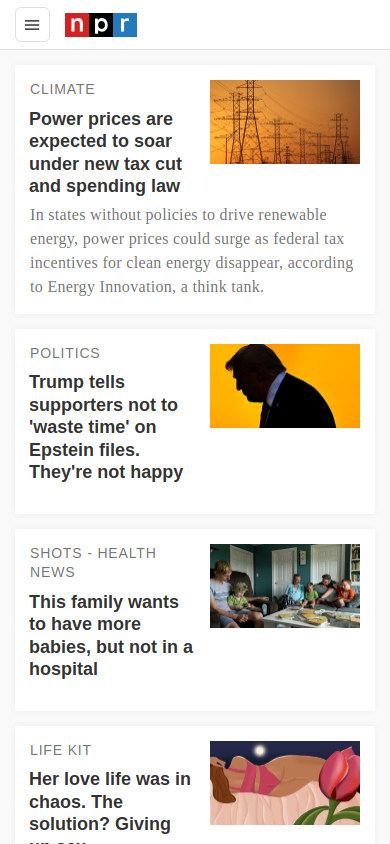 npr
CLIMATE
Power prices are
expected to soar
under new tax cut
and spending law
In states without policies to drive renewable
energy, power prices could surge as federal tax
incentives for clean energy disappear, according
to Energy Innovation, a think tank.
POLITICS
Trump tells
supporters not to
'waste time' on
Epstein files.
They're not happy
SHOTS - HEALTH
NEWS
This family wants
to have more
babies, but not in a
hospital
LIFE KIT
Her love life was in
chaos. The
solution? Giving